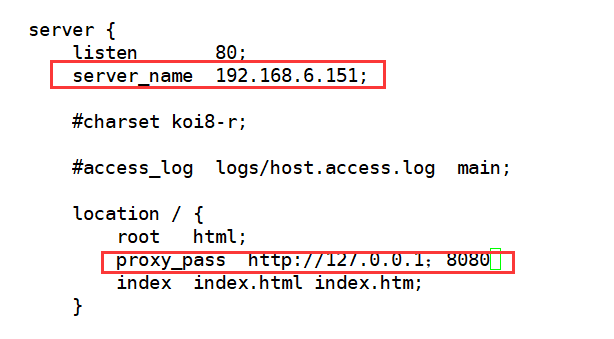 server {
    listen       80;
    server_name  192.168.6.151;
    #charset koi8-r;
    #access_log  logs/host.access.log  main;
    location / {
        root   html;
        proxy_pass  http://127.0.0.1；8080
        index  index.html index.htm;
    }